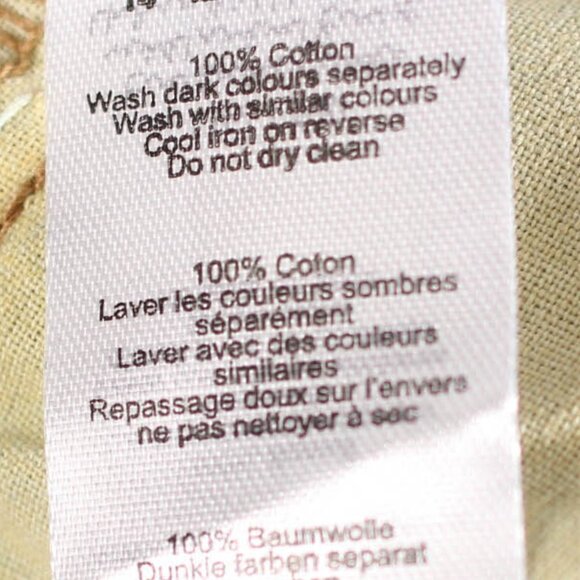 100% Cotton
Wash dark colours separately
Wash with similar colours
Cool iron on reverse
Do not dry clean
100% Coton
Laver les couleurs sombres
séparément
Laver avec des couleurs
similaires
Repassage doux sur l'envers
ne pas nettoyer à sec
100% Baumwolle
Dunkle farben separat